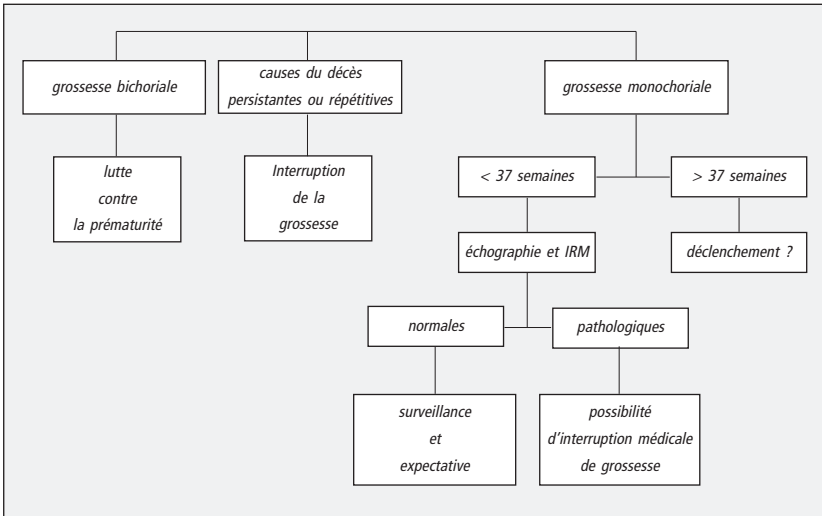 grossesse bichoriale
causes du décès
persistantes ou répétitives
grossesse monochoriale
lutte
contre
la prématurité
Interruption
de la
grossesse
< 37 semaines
> 37 semaines
échographie et IRM
déclenchement ?
normales
pathologiques
surveillance
et
expectative
possibilité
d'interruption médicale
de grossesse